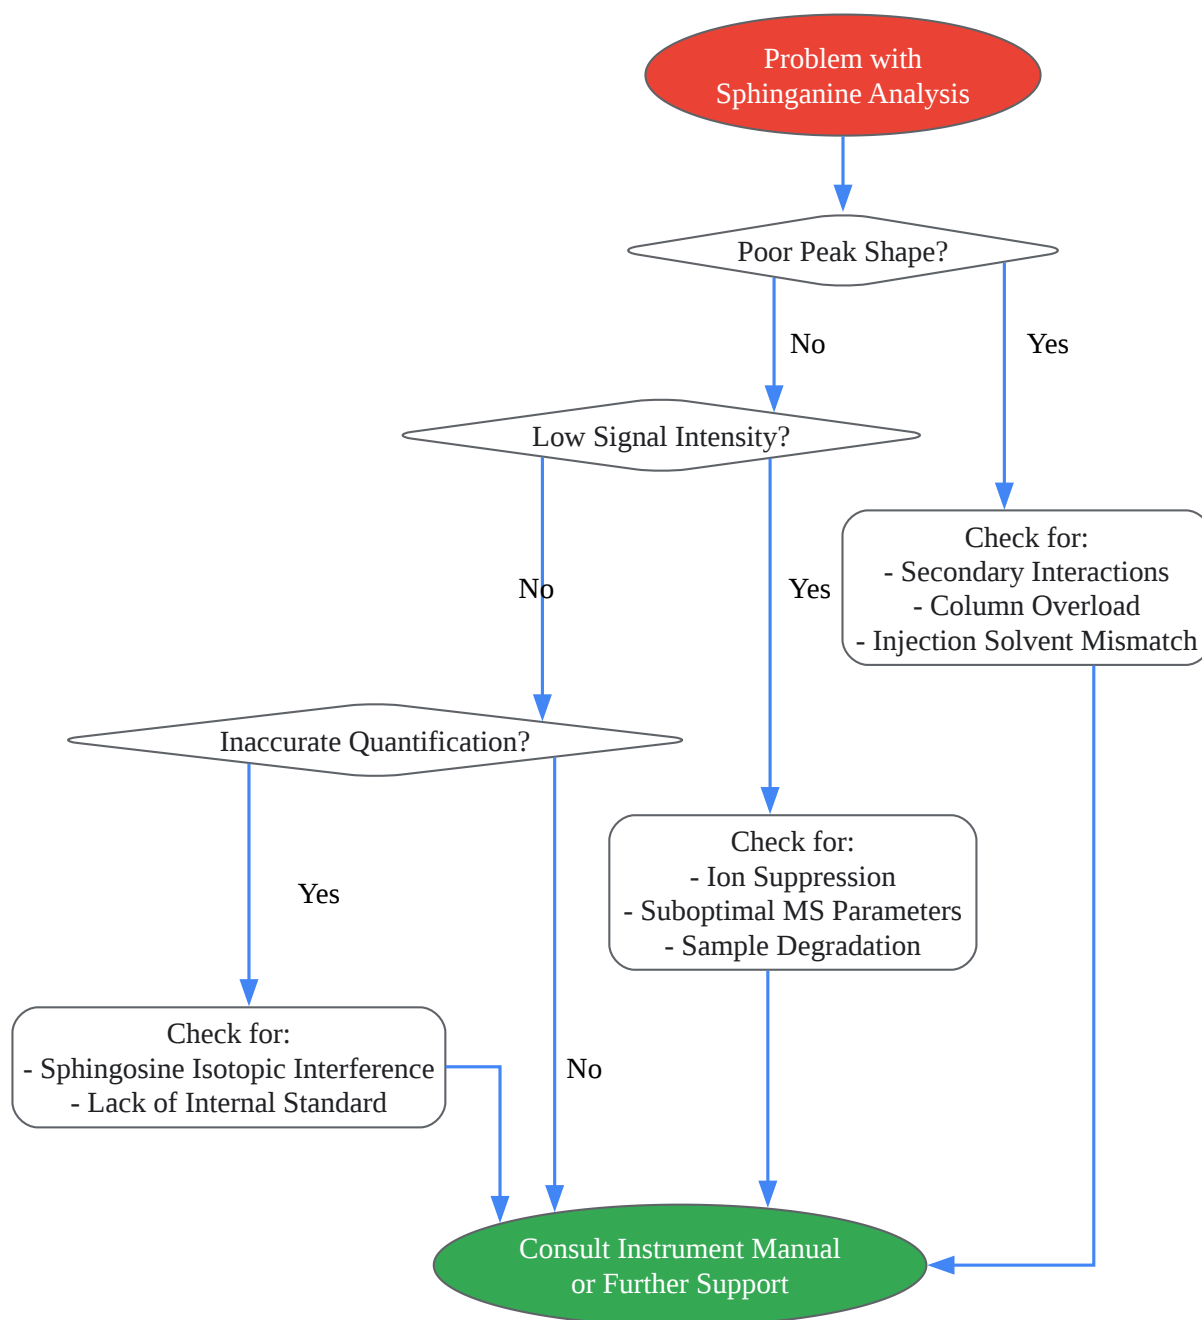 Problem with
Sphinganine Analysis
Poor Peak Shape?
No
Yes
Low Signal Intensity?
No
Yes
Check for:
- Secondary Interactions
- Column Overload
- Injection Solvent Mismatch
Inaccurate Quantification?
Yes
No
Check for:
- Ion Suppression
- Suboptimal MS Parameters
- Sample Degradation
Check for:
- Sphingosine Isotopic Interference
- Lack of Internal Standard
Consult Instrument Manual
or Further Support